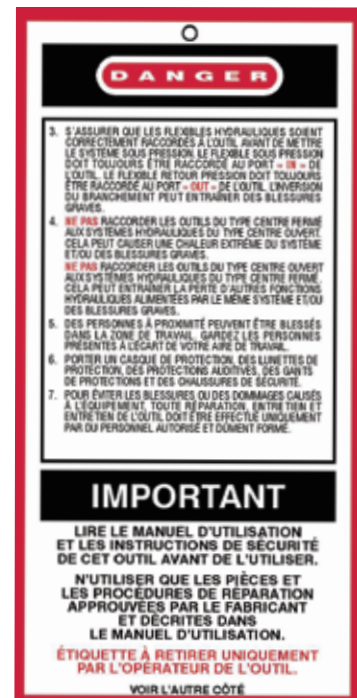 DANGER
3. S'ASSURER QUE LES FLEXIBLES HYDRAULIQUES SOIENT
CORRECTEMENT RACCORDÉS À L'OUTIL AVANT DE METTRE
LE SYSTÈME SOUS PRESSION. LE FLEXIBLE SOUS PRESSION
DOIT TOUJOURS ÊTRE RACCORDÉ AU PORT « IN » DE
L'OUTIL. LE FLEXIBLE RETOUR PRESSION DOIT TOUJOURS
ÊTRE RACCORDÉ AU PORT « OUT » DE L'OUTIL. L'INVERSION
DU BRANCHEMENT PEUT ENTRAÎNER DES BLESSURES
GRAVES.
4. NE PAS RACCORDER LES OUTILS DU TYPE CENTRE FERMÉ
AUX SYSTÈMES HYDRAULIQUES DU TYPE CENTRE OUVERT.
CELA PEUT CAUSER UNE CHALEUR EXTRÊME DU SYSTÈME
ET/OU DES BLESSURES GRAVES.
NE PAS RACCORDER LES OUTILS DU TYPE CENTRE OUVERT
AUX SYSTÈMES HYDRAULIQUES DU TYPE CENTRE FERMÉ.
CELA PEUT ENTRAÎNER LA PERTE D'AUTRES FONCTIONS
HYDRAULIQUES ALIMENTÉES PAR LE MÊME SYSTÈME ET/OU
DES BLESSURES GRAVES.
5. DES PERSONNES À PROXIMITÉ PEUVENT ÊTRE BLESSÉS
DANS LA ZONE DE TRAVAIL. GARDEZ LES PERSONNES
PRÉSENTES À L'ÉCART DE VOTRE AIRE DE TRAVAIL.
6. PORTER UN CASQUE DE PROTECTION, DES LUNETTES DE
PROTECTION, DES PROTECTIONS AUDITIVES, DES GANTS
DE PROTECTIONS ET DES CHAUSSURES DE SÉCURITÉ.
7. POUR ÉVITER LES BLESSURES OU DES DOMMAGES CAUSÉS
À L'ÉQUIPEMENT, TOUTE RÉPARATION, ENTRETIEN ET
ENTRETIEN DE L'OUTIL DOIT ÊTRE EFFECTUÉ UNIQUEMENT
PAR DU PERSONNEL AUTORISÉ ET DÛMENT FORMÉ.
IMPORTANT
LIRE LE MANUEL D'UTILISATION
ET LES INSTRUCTIONS DE SÉCURITÉ
DE CET OUTIL AVANT DE L'UTILISER.
N'UTILISER QUE LES PIÈCES ET
LES PROCÉDURES DE RÉPARATION
APPROUVÉES PAR LE FABRICANT
ET DÉCRITES DANS
LE MANUEL D'UTILISATION.
ÉTIQUETTE À RETIRER UNIQUEMENT
PAR L'OPÉRATEUR DE L'OUTIL.
VOIR L'AUTRE CÔTÉ